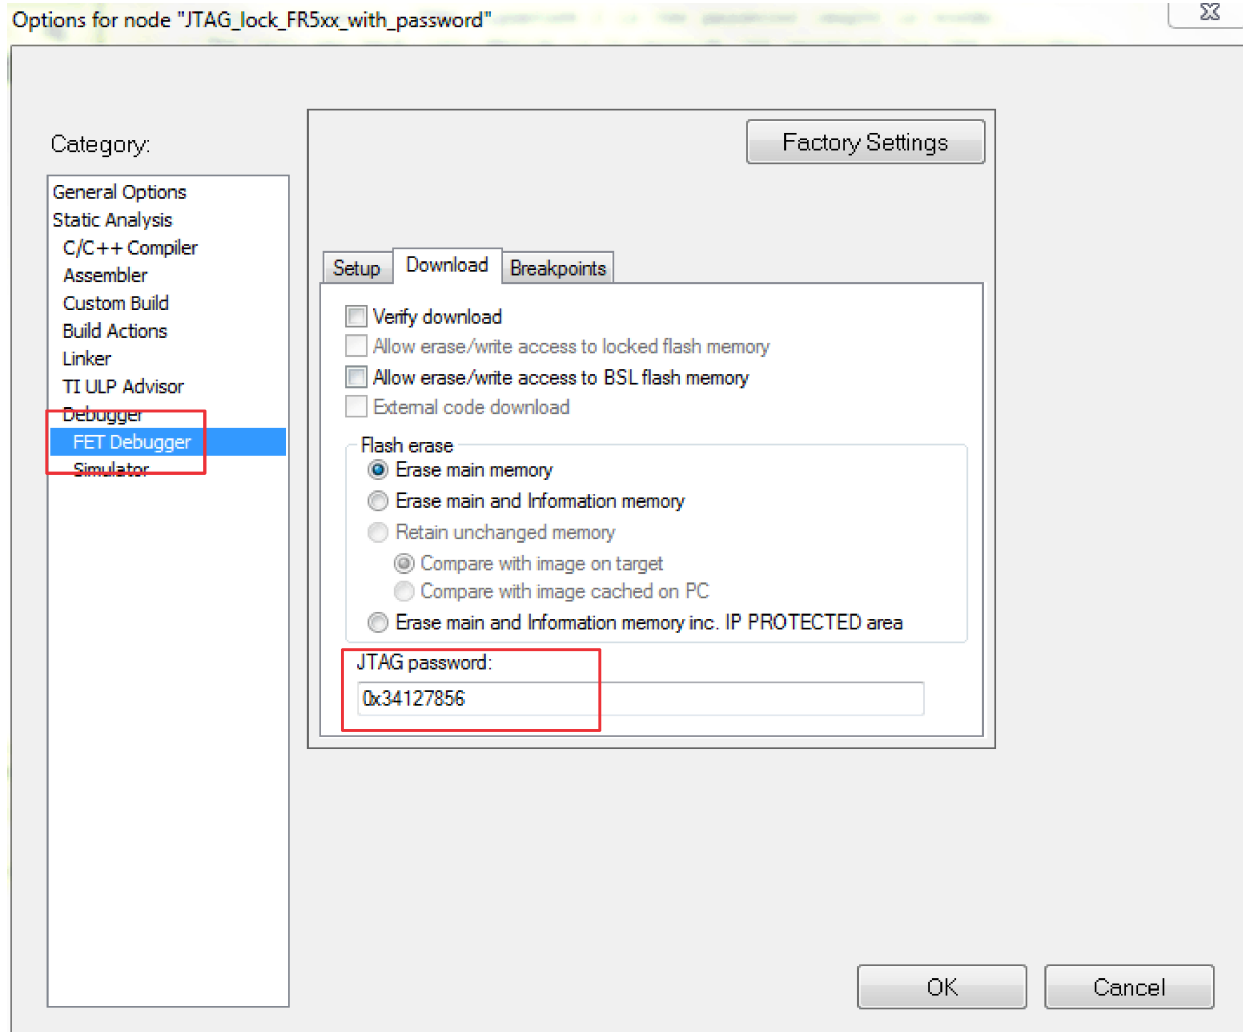 Options for node "JTAG_lock_FR5xx_with_password"
Category:
Factory Settings
General Options
Static Analysis
C/C++ Compiler
Assembler
Custom Build
Build Actions
Linker
TI ULP Advisor
Debugger
FET Debugger
Simulator
Setup Download Breakpoints
Verify download
Allow erase/write access to locked flash memory
Allow erase/write access to BSL flash memory
External code download
Flash erase
Erase main memory
Erase main and Information memory
Retain unchanged memory
Compare with image on target
Compare with image cached on PC
Erase main and Information memory inc. IP PROTECTED area
JTAG password:
0x34127856
OK Cancel